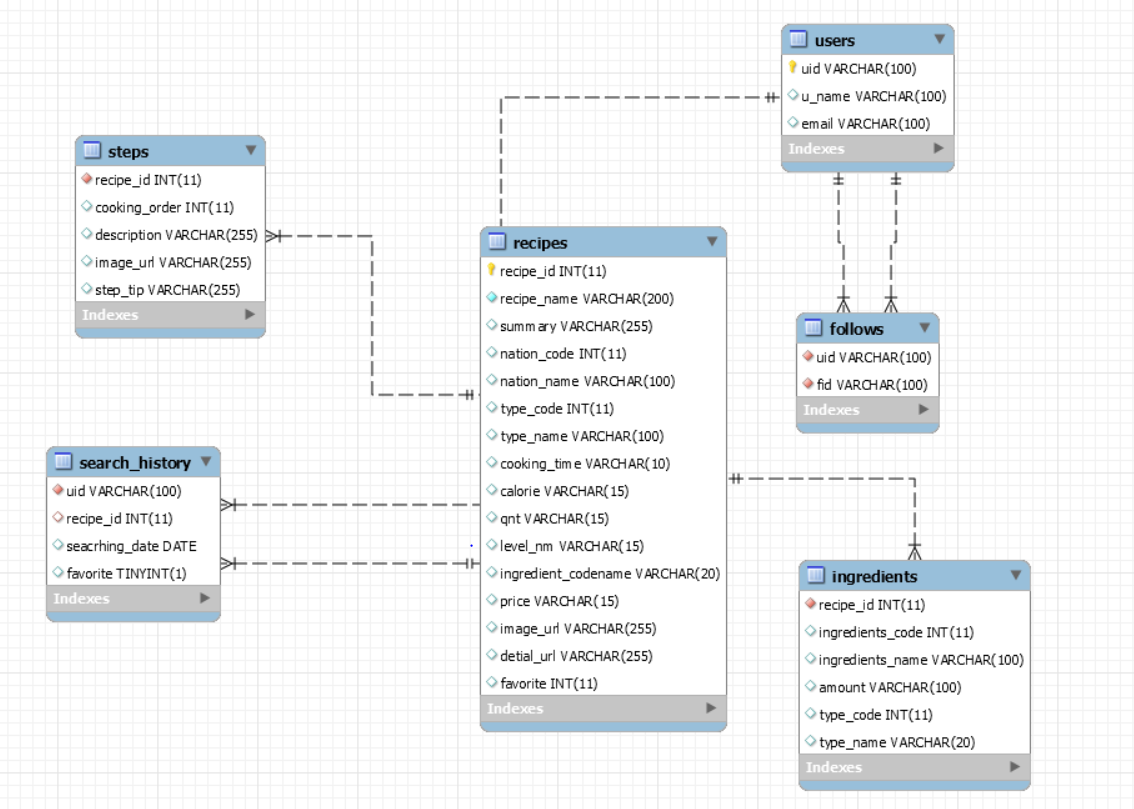 users
uid VARCHAR(100)
u_name VARCHAR(100)
email VARCHAR(100)
Indexes
steps
recipe_id INT(11)
cooking_order INT(11)
description VARCHAR(255)
image_url VARCHAR(255)
step_tip VARCHAR(255)
Indexes
recipes
recipe_id INT(11)
recipe_name VARCHAR(200)
summary VARCHAR(255)
nation_code INT(11)
nation_name VARCHAR(100)
type_code INT(11)
type_name VARCHAR(100)
cooking_time VARCHAR(10)
calorie VARCHAR(15)
qnt VARCHAR(15)
level_nm VARCHAR(15)
ingredient_codename VARCHAR(20)
price VARCHAR(15)
image_url VARCHAR(255)
detial_url VARCHAR(255)
favorite INT(11)
Indexes
follows
uid VARCHAR(100)
fid VARCHAR(100)
Indexes
search_history
uid VARCHAR(100)
recipe_id INT(11)
seacrhing_date DATE
favorite TINYINT(1)
Indexes
ingredients
recipe_id INT(11)
ingredients_code INT(11)
ingredients_name VARCHAR(100)
amount VARCHAR(100)
type_code INT(11)
type_name VARCHAR(20)
Indexes